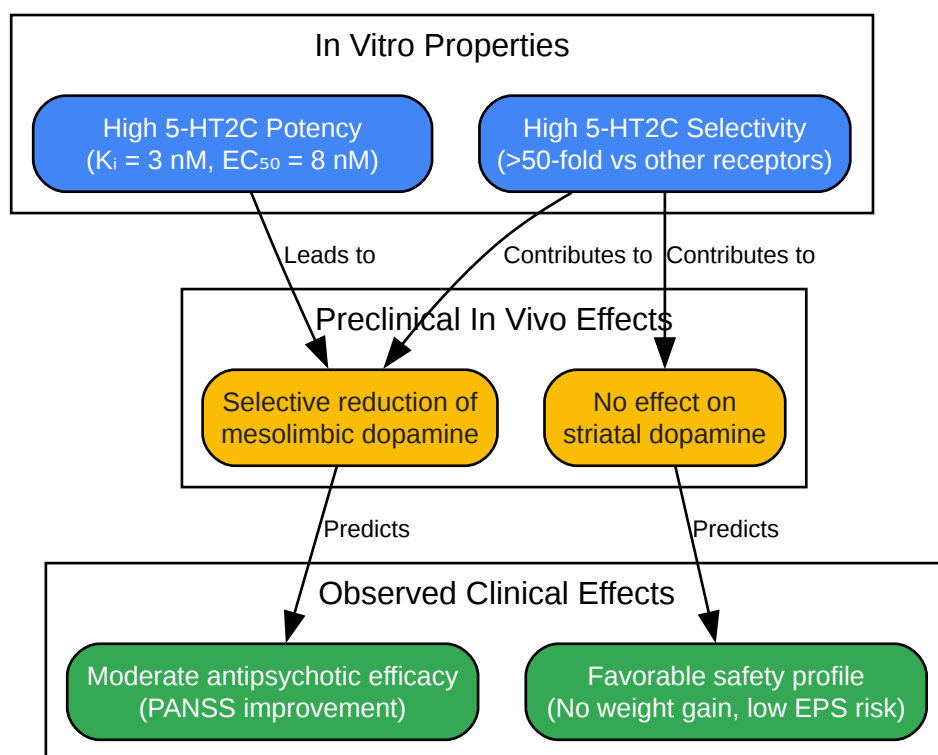 In Vitro Properties
High 5-HT2C Potency
(Kᵢ = 3 nM, EC₅₀ = 8 nM)
High 5-HT2C Selectivity
(>50-fold vs other receptors)
Leads to
Contributes to
Contributes to
Preclinical In Vivo Effects
Selective reduction of
mesolimbic dopamine
No effect on
striatal dopamine
Predicts
Predicts
Observed Clinical Effects
Moderate antipsychotic efficacy
(PANSS improvement)
Favorable safety profile
(No weight gain, low EPS risk)